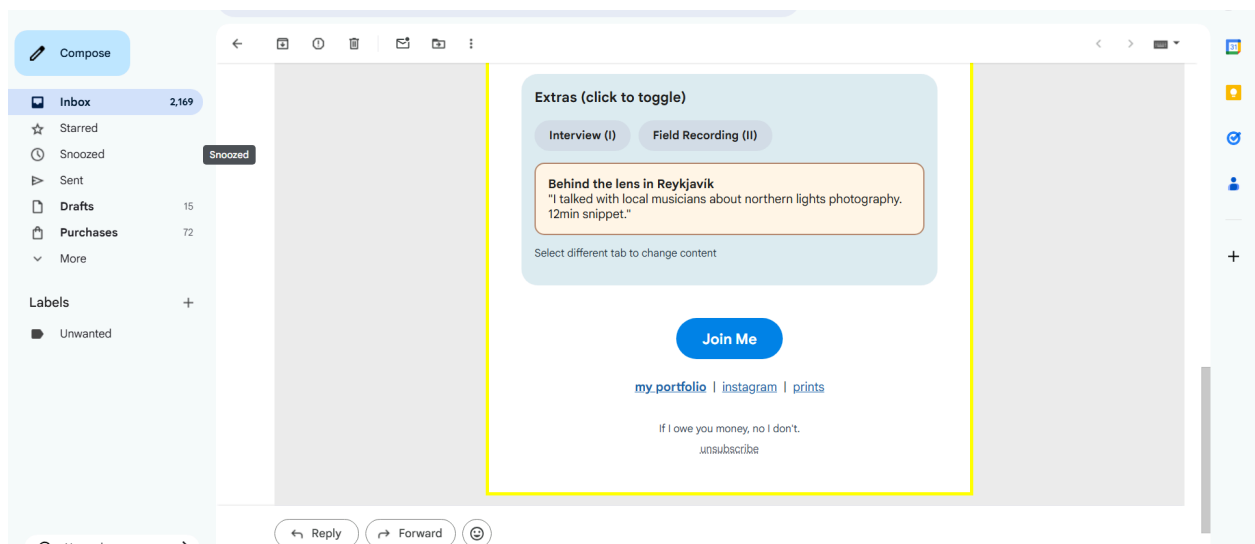 Compose
Inbox 2,169
Starred
Snoozed
Snoozed
Sent
Drafts 15
Purchases 72
More
Labels
Unwanted
31
Extras (click to toggle)
Interview (I) Field Recording (II)
Behind the lens in Reykjavík
"I talked with local musicians about northern lights photography.
12min snippet."
Select different tab to change content
Join Me
my portfolio | instagram | prints
If I owe you money, no I don't.
unsubscribe
Reply Forward